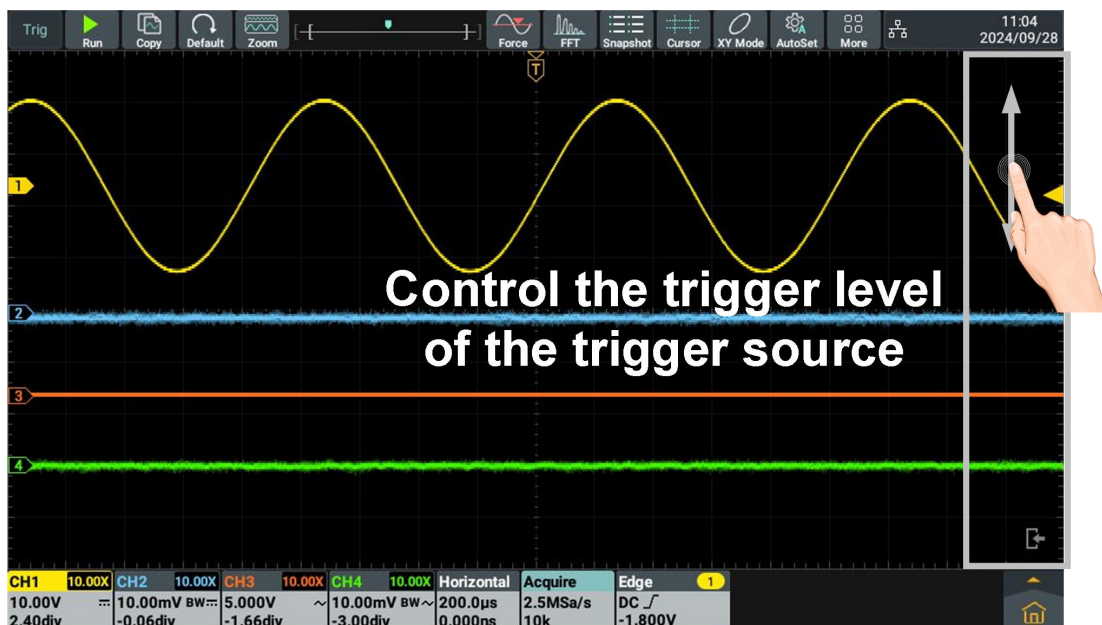 Trig
Run
Copy
Default
Zoom
Force
FFT
Snapshot
Cursor
XY Mode
AutoSet
More
11:04
2024/09/28
T
1
2
3
4
Control the trigger level
of the trigger source
CH1 10.00X CH2 10.00X CH3 10.00X CH4 10.00X Horizontal Acquire Edge 1
10.00V 10.00mV BW 5.000V 10.00mV BW 200.0µs 2.5MSa/s DC
2.40div -0.06div -1.66div -3.00div 0.000ns 10k -1.800V